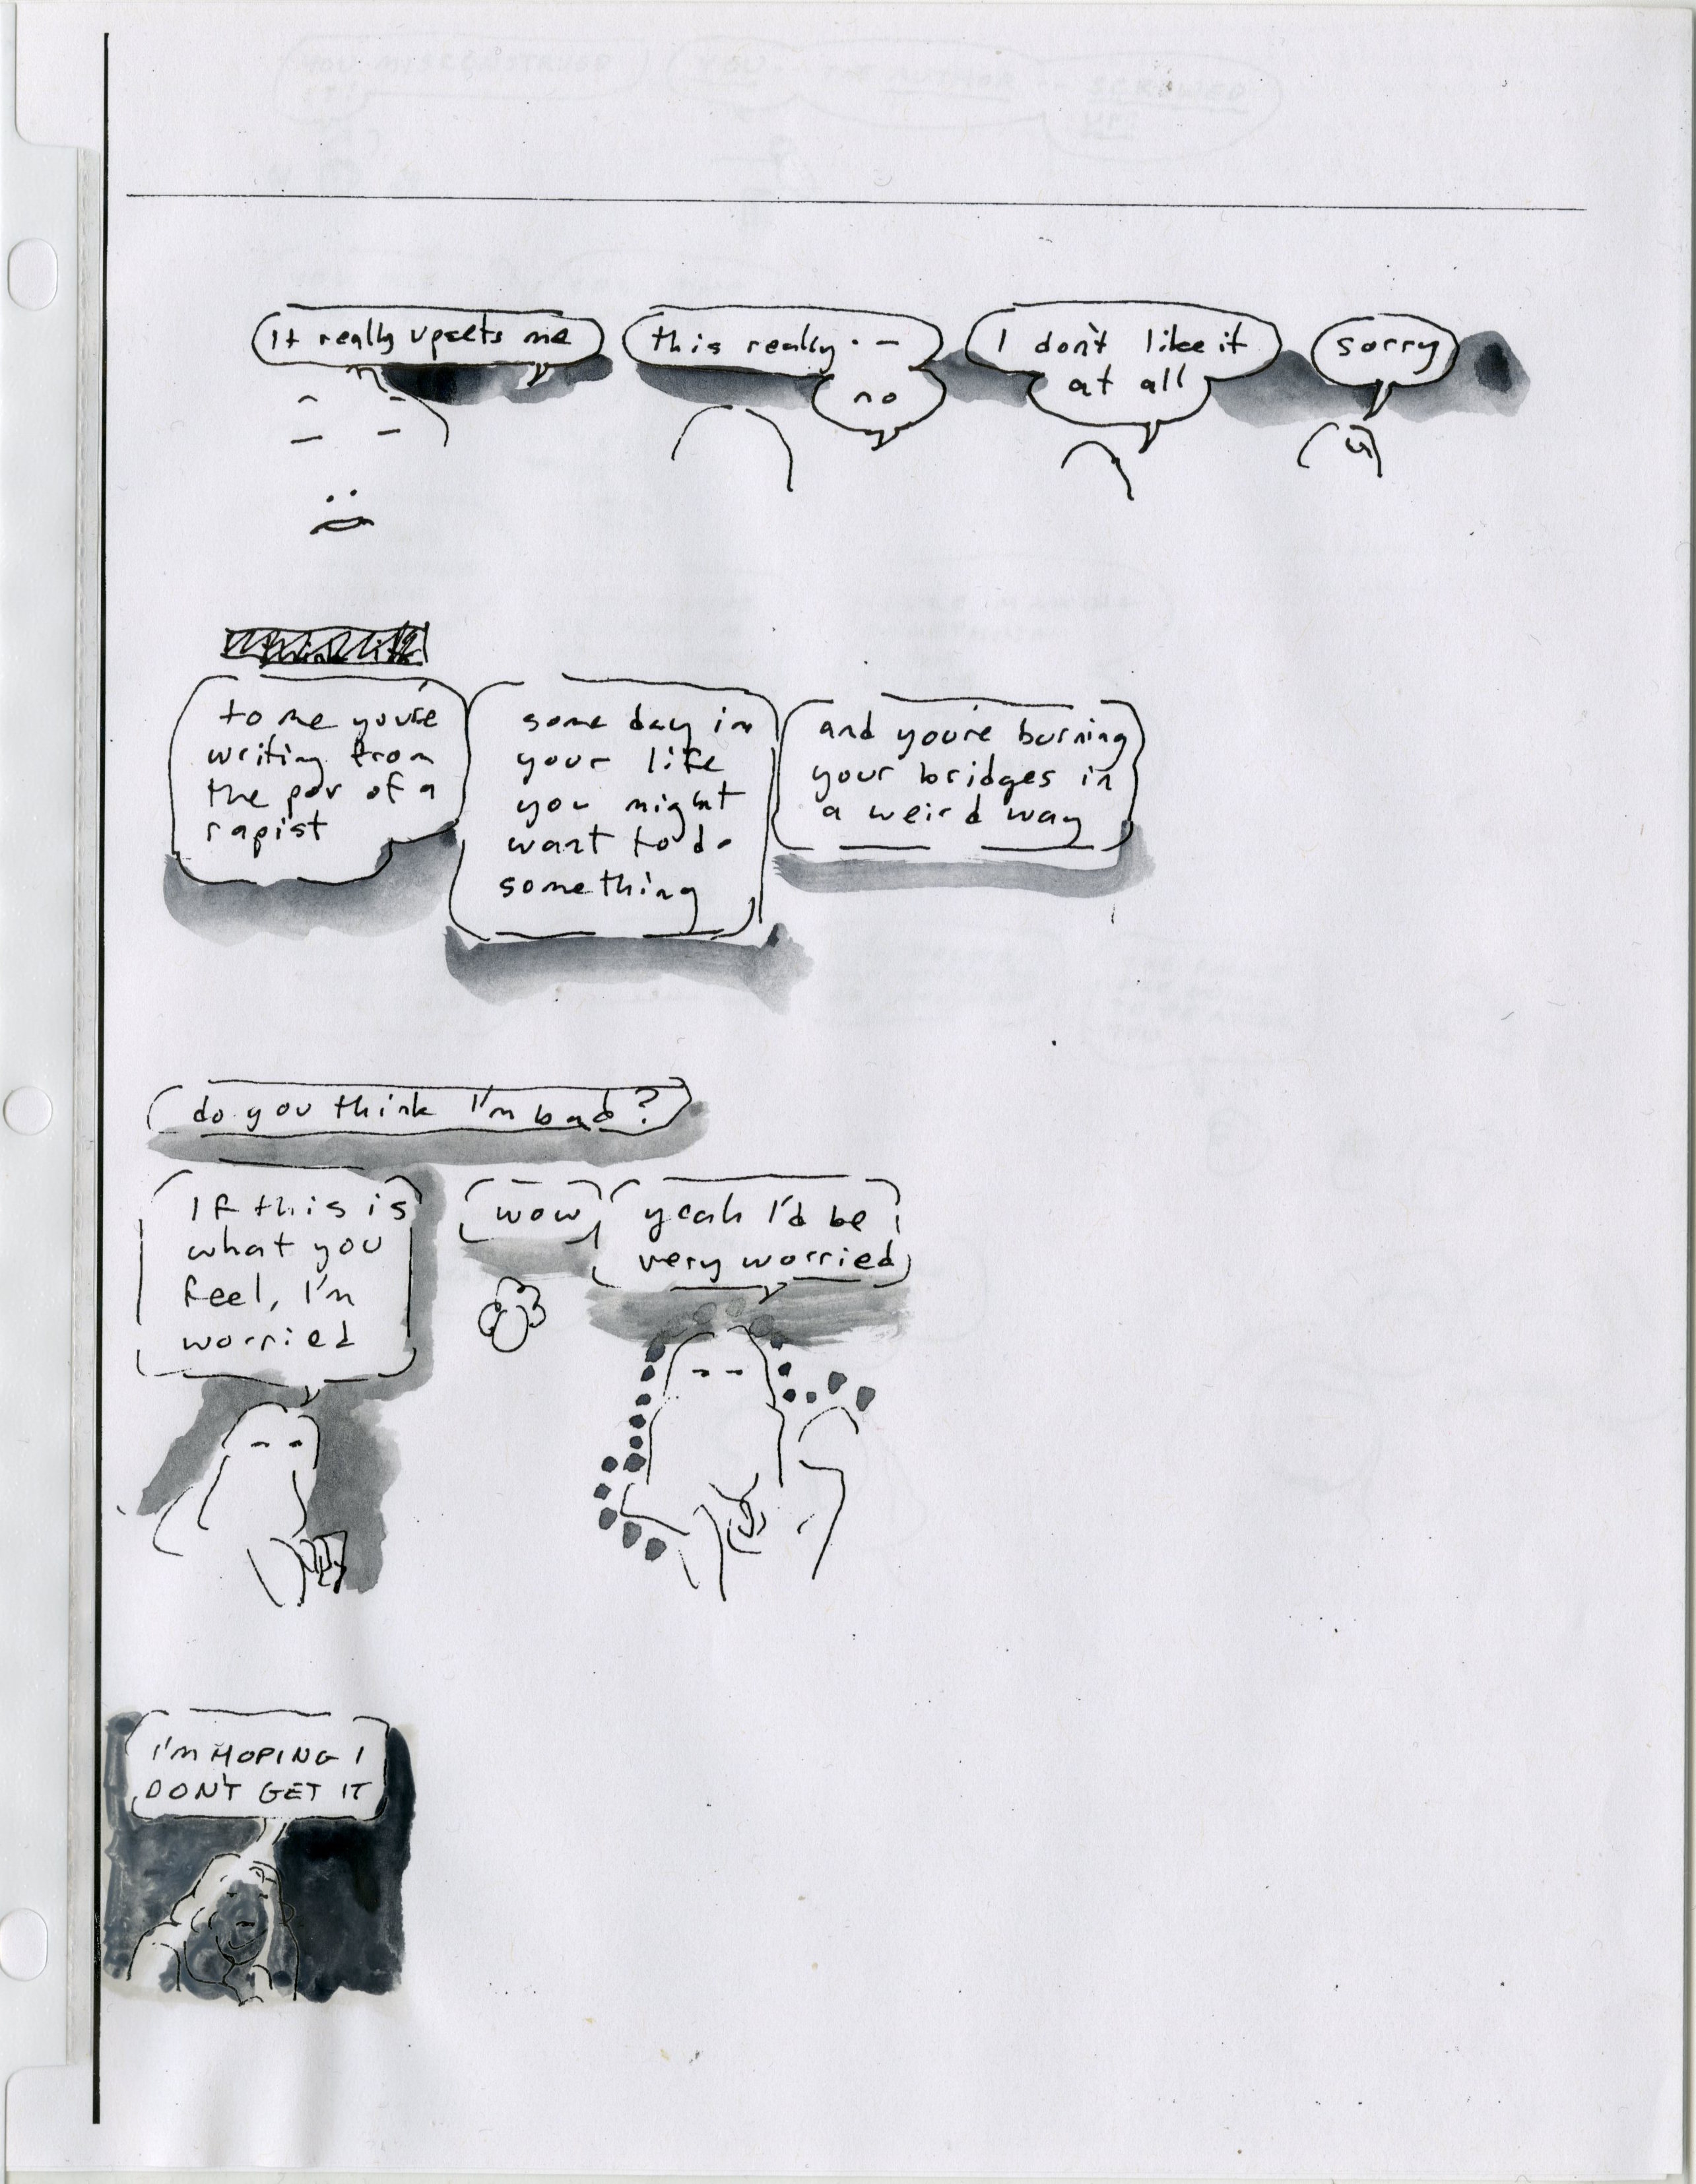 It really upsets me
this really --
no
I don't like it
at all
sorry
to me you're
writing from
the pov of a
rapist
some day in
your life
you might
want to do
something
and you're burning
your bridges in
a weird way
do you think I'm bad?
If this is
what you
feel, I'm
worried
wow
yeah I'd be
very worried
I'M HOPING I
DON'T GET IT